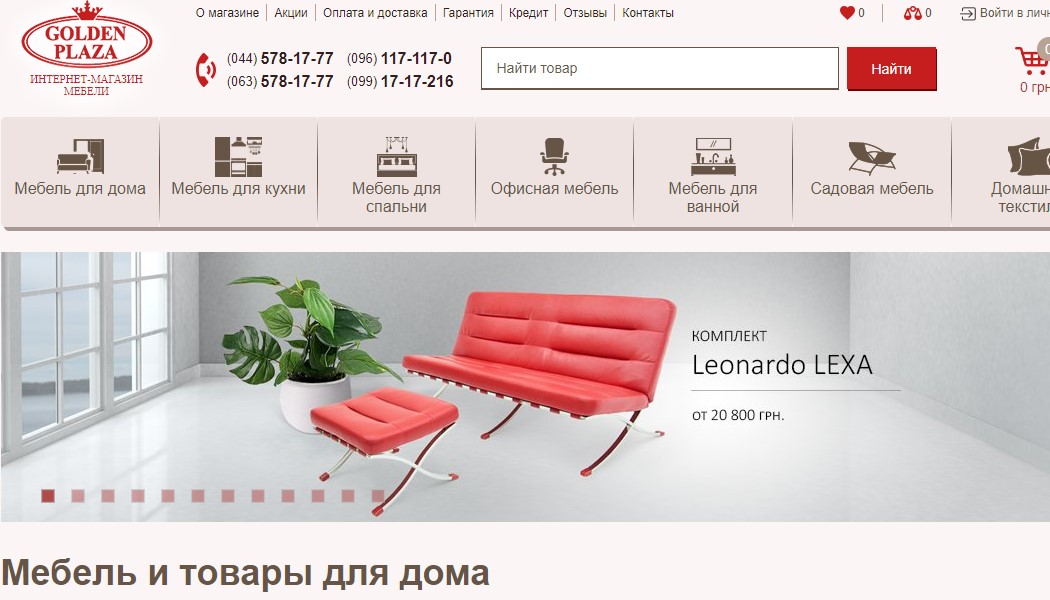 GOLDEN
PLAZA
ИНТЕРНЕТ-МАГАЗИН
МЕБЕЛИ
О магазине
Акции
Оплата и доставка
Гарантия
Кредит
Отзывы
Контакты
0
0
Войти в личн
(044) 578-17-77
(096) 117-117-0
(063) 578-17-77
(099) 17-17-216
Найти товар
Найти
0
0 грн
Мебель для дома
Мебель для кухни
Мебель для
спальни
Офисная мебель
Мебель для
ванной
Садовая мебель
Домашн
текстил
КОМПЛЕКТ
Leonardo LEXA
от 20 800 грн.
Мебель и товары для дома